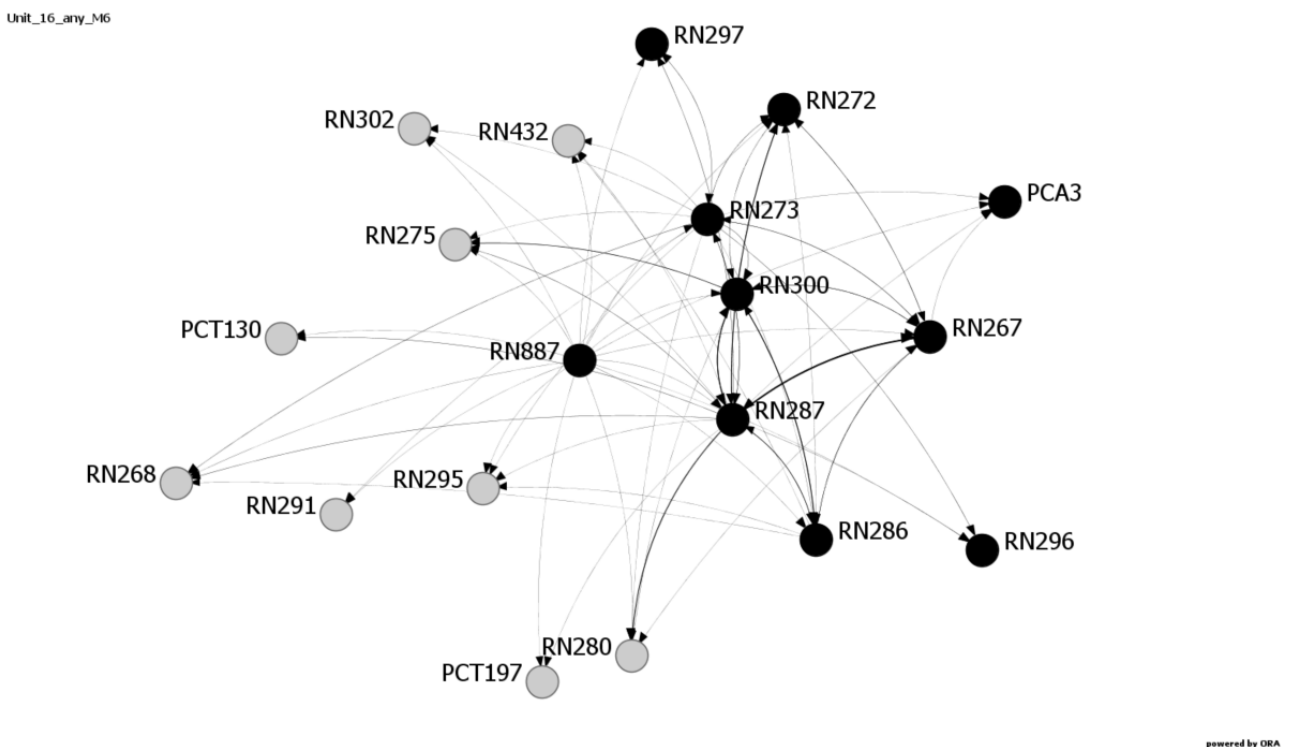 Unit_16_any_M6
RN297
RN272
RN302
RN432
PCA3
RN273
RN275
RN300
PCT130
RN267
RN887
RN287
RN268
RN295
RN291
RN286
RN296
RN280
PCT197
powered by ORA